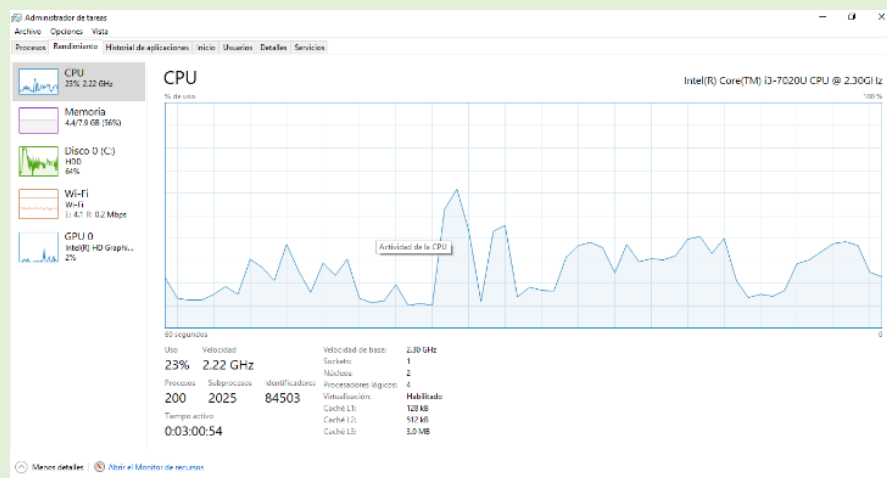 Administrador de tareas
Archivo Opciones Vista
Procesos Rendimiento Historial de aplicaciones Inicio Usuarios Detalles Servicios
CPU
23% 2.22 GHz
Memoria
4.4/7.9 GB (56%)
Disco 0 (C:)
HDD
64%
Wi-Fi
Wi-Fi
E: 4.1 R: 0.2 Mbps
GPU 0
Intel(R) HD Graphi...
2%
CPU
Intel(R) Core(TM) i3-7020U CPU @ 2.30GHz
% de uso
100 %
Actividad de la CPU
60 segundos
0
Uso
23%
Velocidad
2.22 GHz
Procesos
200
Subprocesos
2025
Identificadores
84503
Tiempo activo
0:03:00:54
Velocidad de base: 2.30 GHz
Sockets: 1
Núcleos: 2
Procesadores lógicos: 4
Virtualización: Habilitado
Caché L1: 128 kB
Caché L2: 512 kB
Caché L3: 3.0 MB
Menos detalles
Abrir el Monitor de recursos